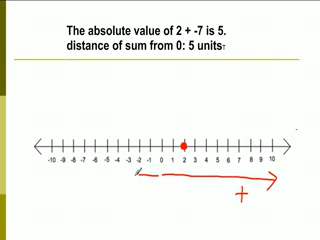 The absolute value of 2 + -7 is 5.
distance of sum from 0: 5 units.
-10 -9 -8 -7 -6 -5 -4 -3 -2 -1 0 1 2 3 4 5 6 7 8 9 10
+